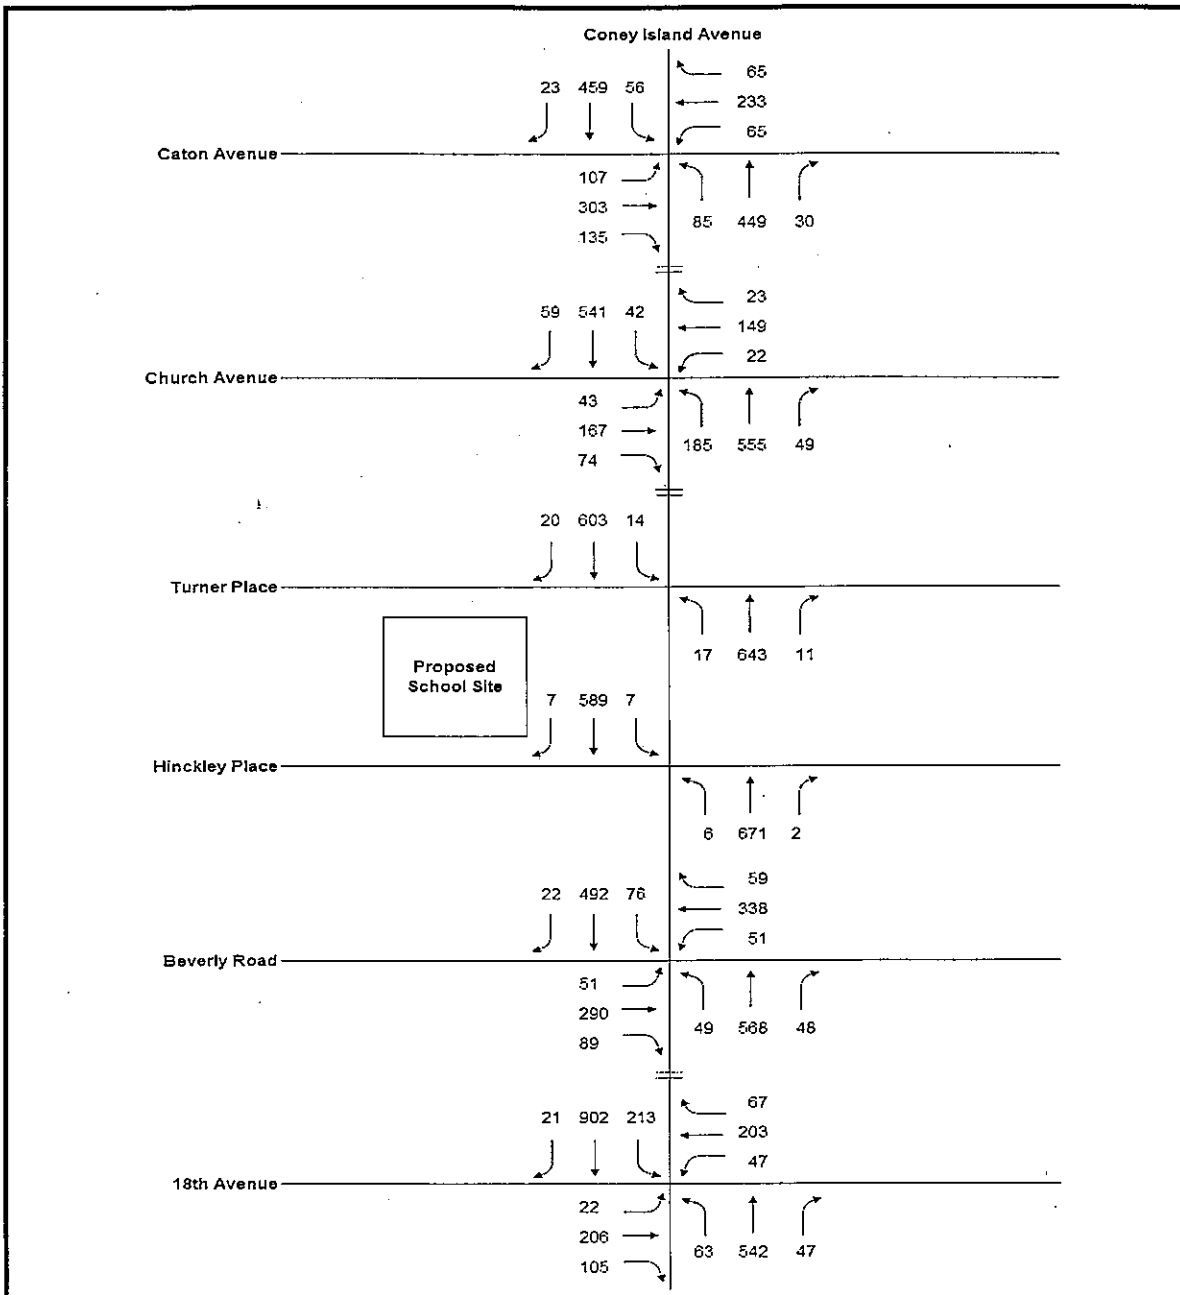 Coney Island Avenue
65
23 459 56
233
65
Caton Avenue
107
303
85 449 30
135
23
59 541 42
149
22
Church Avenue
43
167
185 555 49
74
20 603 14
Turner Place
17 643 11
Proposed
School Site
7 589 7
Hinckley Place
6 671 2
59
22 492 76
338
51
Beverly Road
51
290
49 568 48
89
67
21 902 213
203
47
18th Avenue
22
206
63 542 47
105